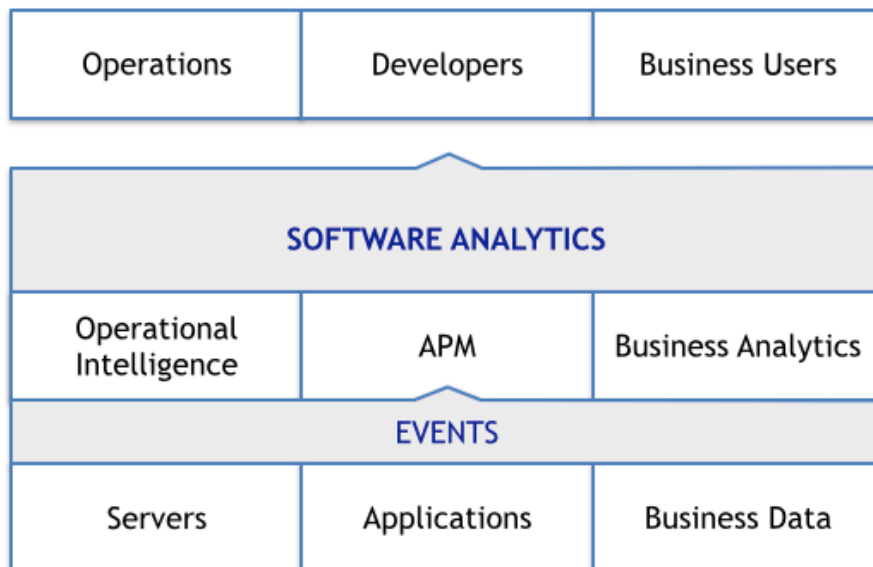 Operations
Developers
Business Users
SOFTWARE ANALYTICS
Operational
Intelligence
APM
Business Analytics
EVENTS
Servers
Applications
Business Data